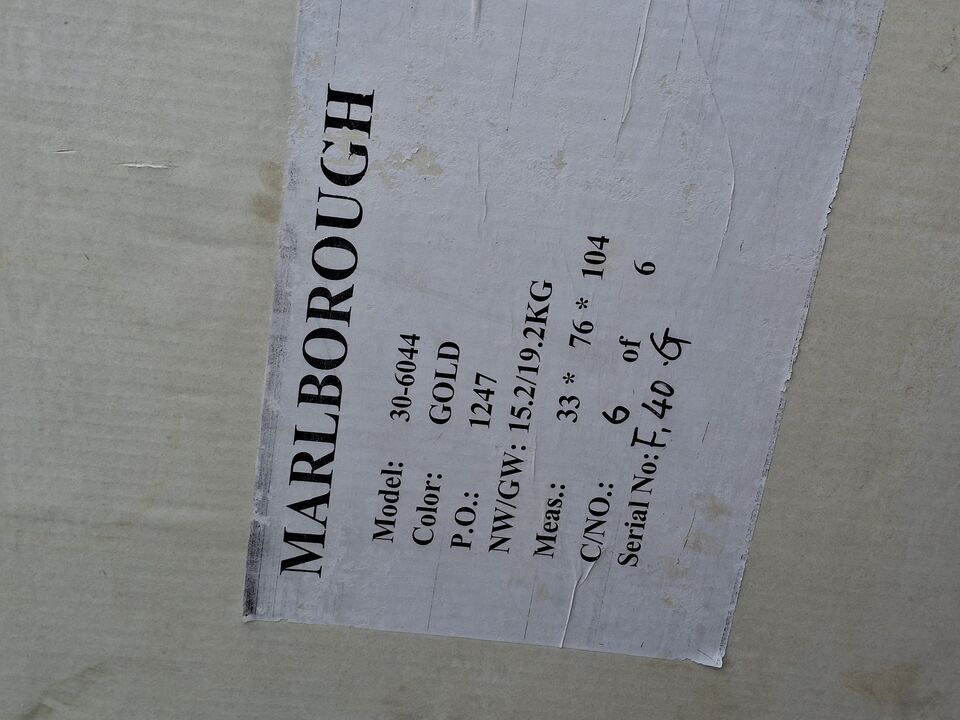 MARLBOROUGH
Model: 30-6044
Color: GOLD
P.O.: 1247
NW/GW: 15.2/19.2KG
Meas.: 33 * 76 * 104
C/NO.: 6 of 6
Serial No: F.40.G